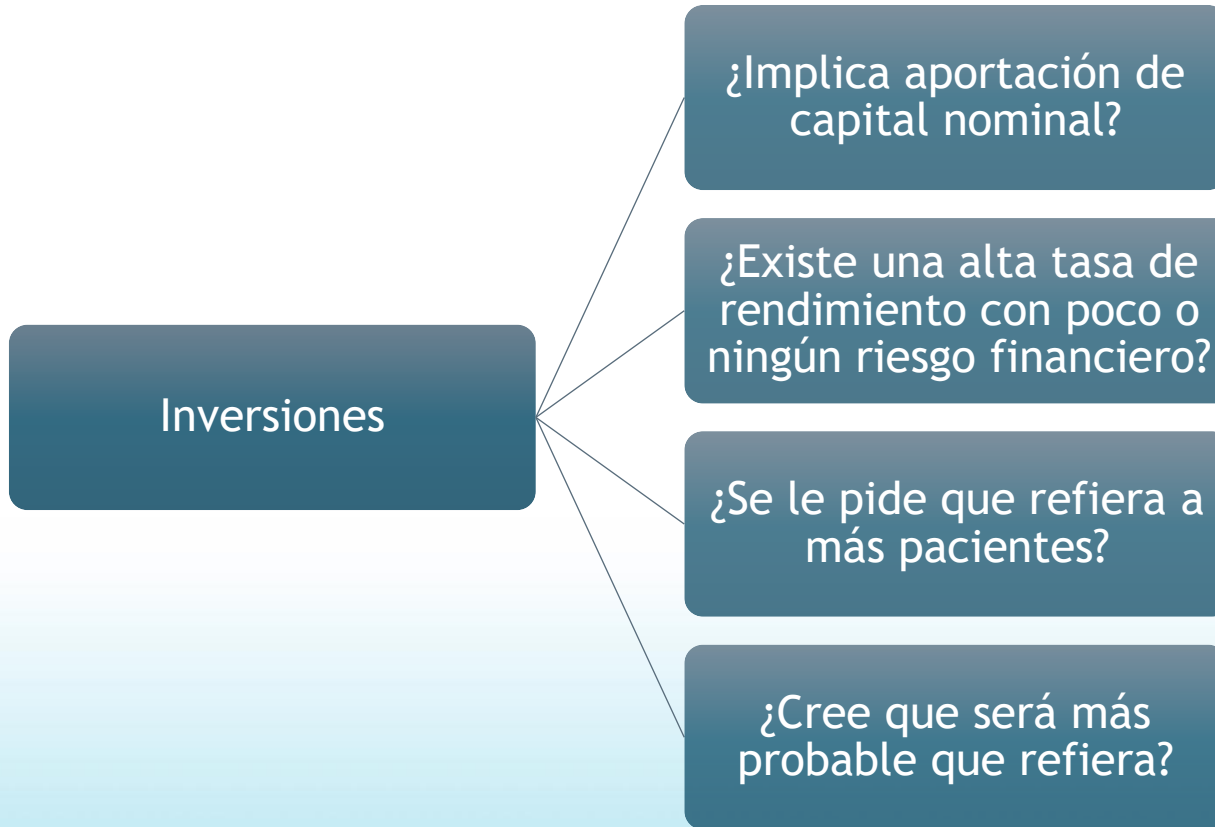 Inversiones
¿Implica aportación de
capital nominal?
¿Existe una alta tasa de
rendimiento con poco o
ningún riesgo financiero?
¿Se le pide que refiera a
más pacientes?
¿Cree que será más
probable que refiera?